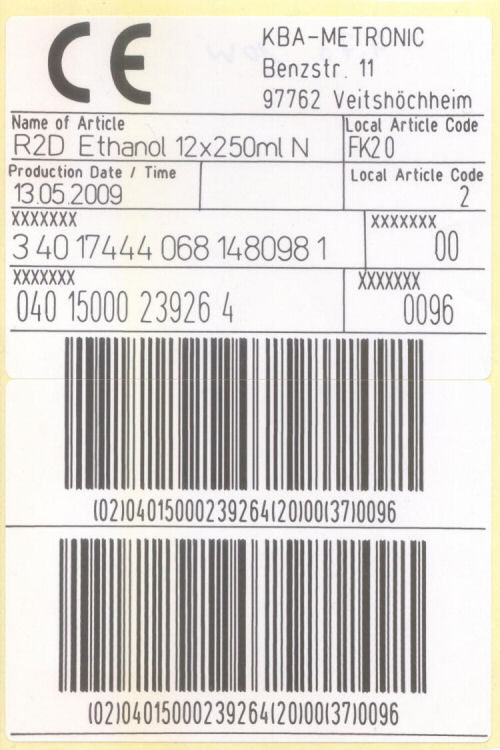 CE
KBA-METRONIC
Benzstr. 11
97762 Veitshöchheim
Name of Article
Local Article Code
R2D Ethanol 12x250ml N
FK20
Production Date / Time
Local Article Code
13.05.2009
2
XXXXXXX
XXXXXXX
3 40 17444 068 148098 1
00
XXXXXXX
XXXXXXX
040 15000 23926 4
0096
(02)04015000239264(20)00(37)0096
(02)04015000239264(20)00(37)0096